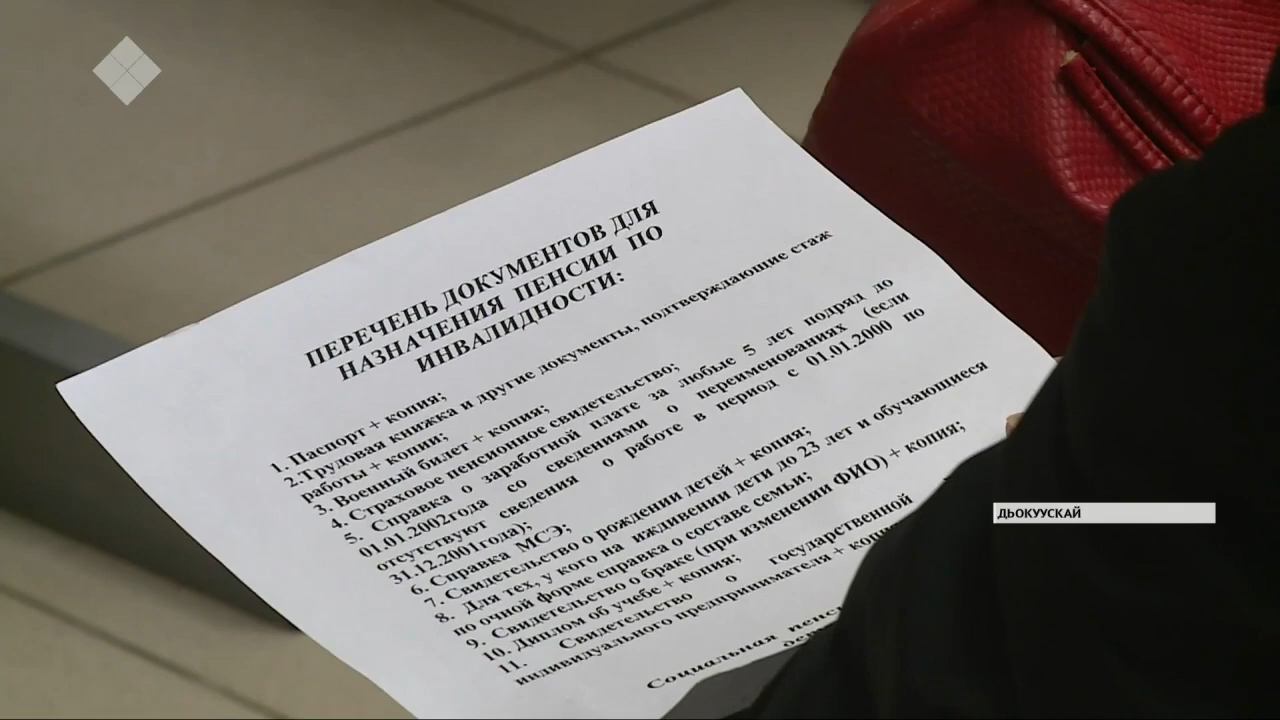 ПЕРЕЧЕНЬ ДОКУМЕНТОВ ДЛЯ
НАЗНАЧЕНИЯ ПЕНСИИ ПО
ИНВАЛИДНОСТИ:
1. Паспорт + копия;
2. Трудовая книжка и другие документы, подтверждающие стаж
работы + копии;
3. Военный билет + копия;
4. Страховое пенсионное свидетельство;
5. Справка о заработной плате за любые 5 лет подряд до
01.01.2002года со сведениями о переименованиях (если
отсутствуют сведения о работе в период с 01.01.2000 по
31.12.2001года);
6. Справка МСЭ;
7. Свидетельство о рождении детей + копия;
8. Для тех, у кого на иждивении дети до 23 лет и обучающиеся
по очной форме справка о составе семьи;
9. Свидетельство о браке (при изменении ФИО) + копия;
10. Диплом об учебе + копия;
11. Свидетельство о государственной
индивидуального предпринимателя +
Социальная
ДЬОКУУСКАЙ